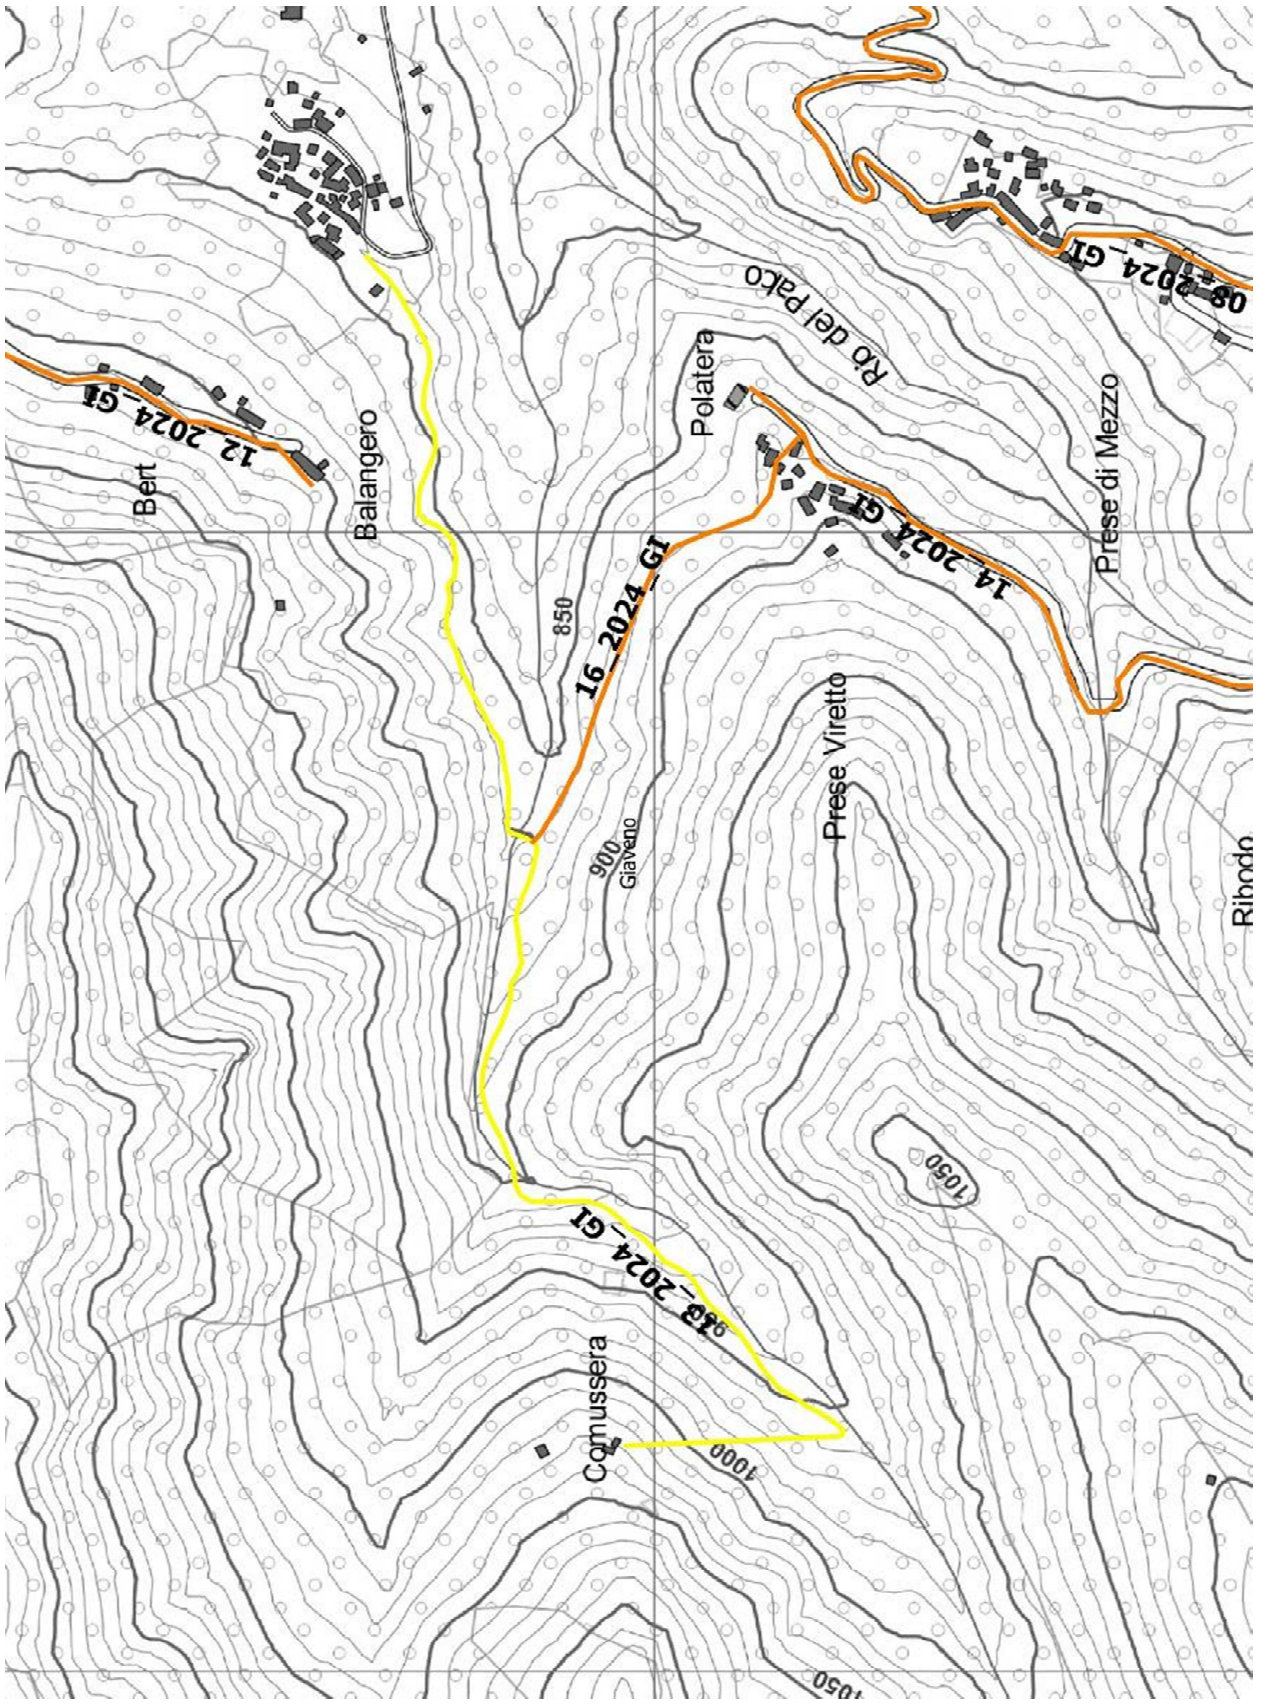 08_2024_GI
Rio del Palco
Polatera
12_2024_GI
Balangero
Bert
Prese di Mezzo
14_2024_GI
16_2024_GI
850
Prese Viretto
900
Giaveno
Ribodo
1050
2024_GI
Comussera
1000
1050